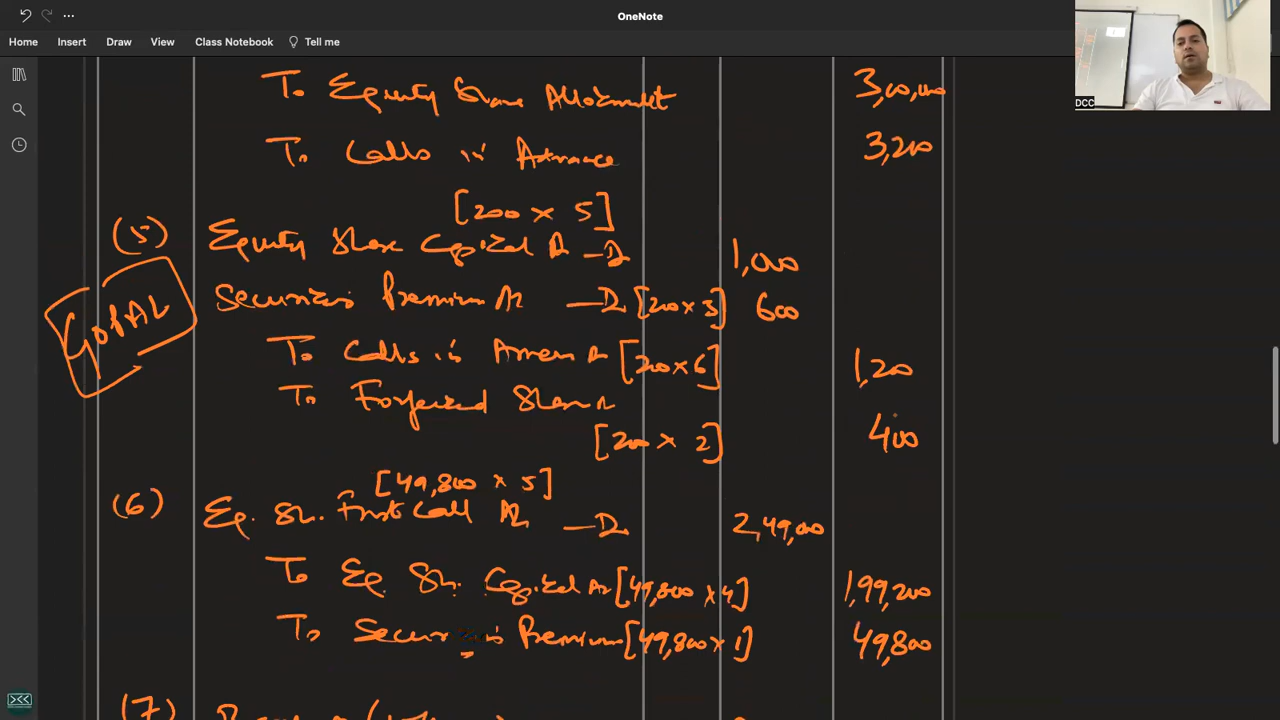 OneNote
Home Insert Draw View Class Notebook Tell me
DCC
To Equity Share Allotment 3,00,000
To Calls in Advance 3,200
[200 x 5]
(5) Equity Share Capital A — Dr 1,000
GOPAL
Securities Premium A/c — Dr [200 x 3] 600
To Calls in Arrears A [200 x 6] 1,200
To Forfeited Share A
[200 x 2] 400
[49,800 x 5]
(6) Eq. Sh. First Call A/c — Dr 2,49,000
To Eq. Sh. Capital A/c [49,800 x 4] 1,99,200
To Securities Premium [49,800 x 1] 49,800
(7)